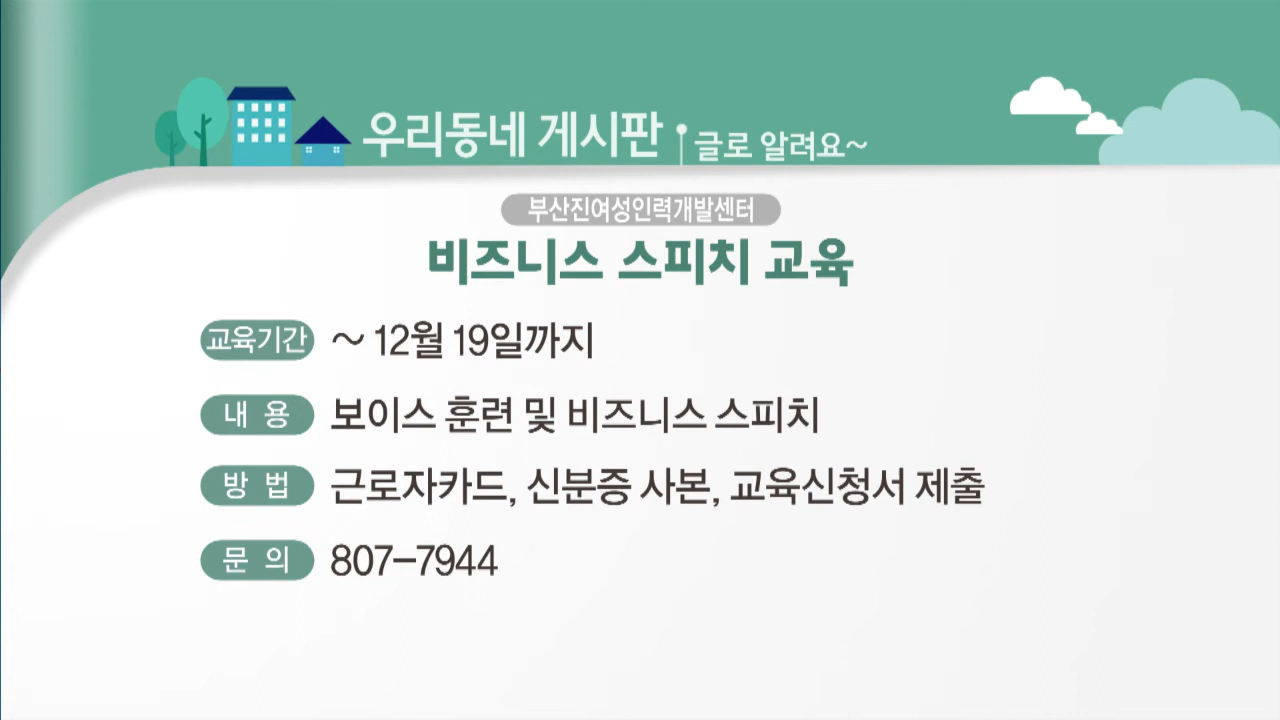 우리동네 게시판 글로 알려요~
부산진여성인력개발센터
비즈니스 스피치 교육
교육기간 ~ 12월 19일까지
내 용 보이스 훈련 및 비즈니스 스피치
방 법 근로자카드, 신분증 사본, 교육신청서 제출
문 의 807-7944